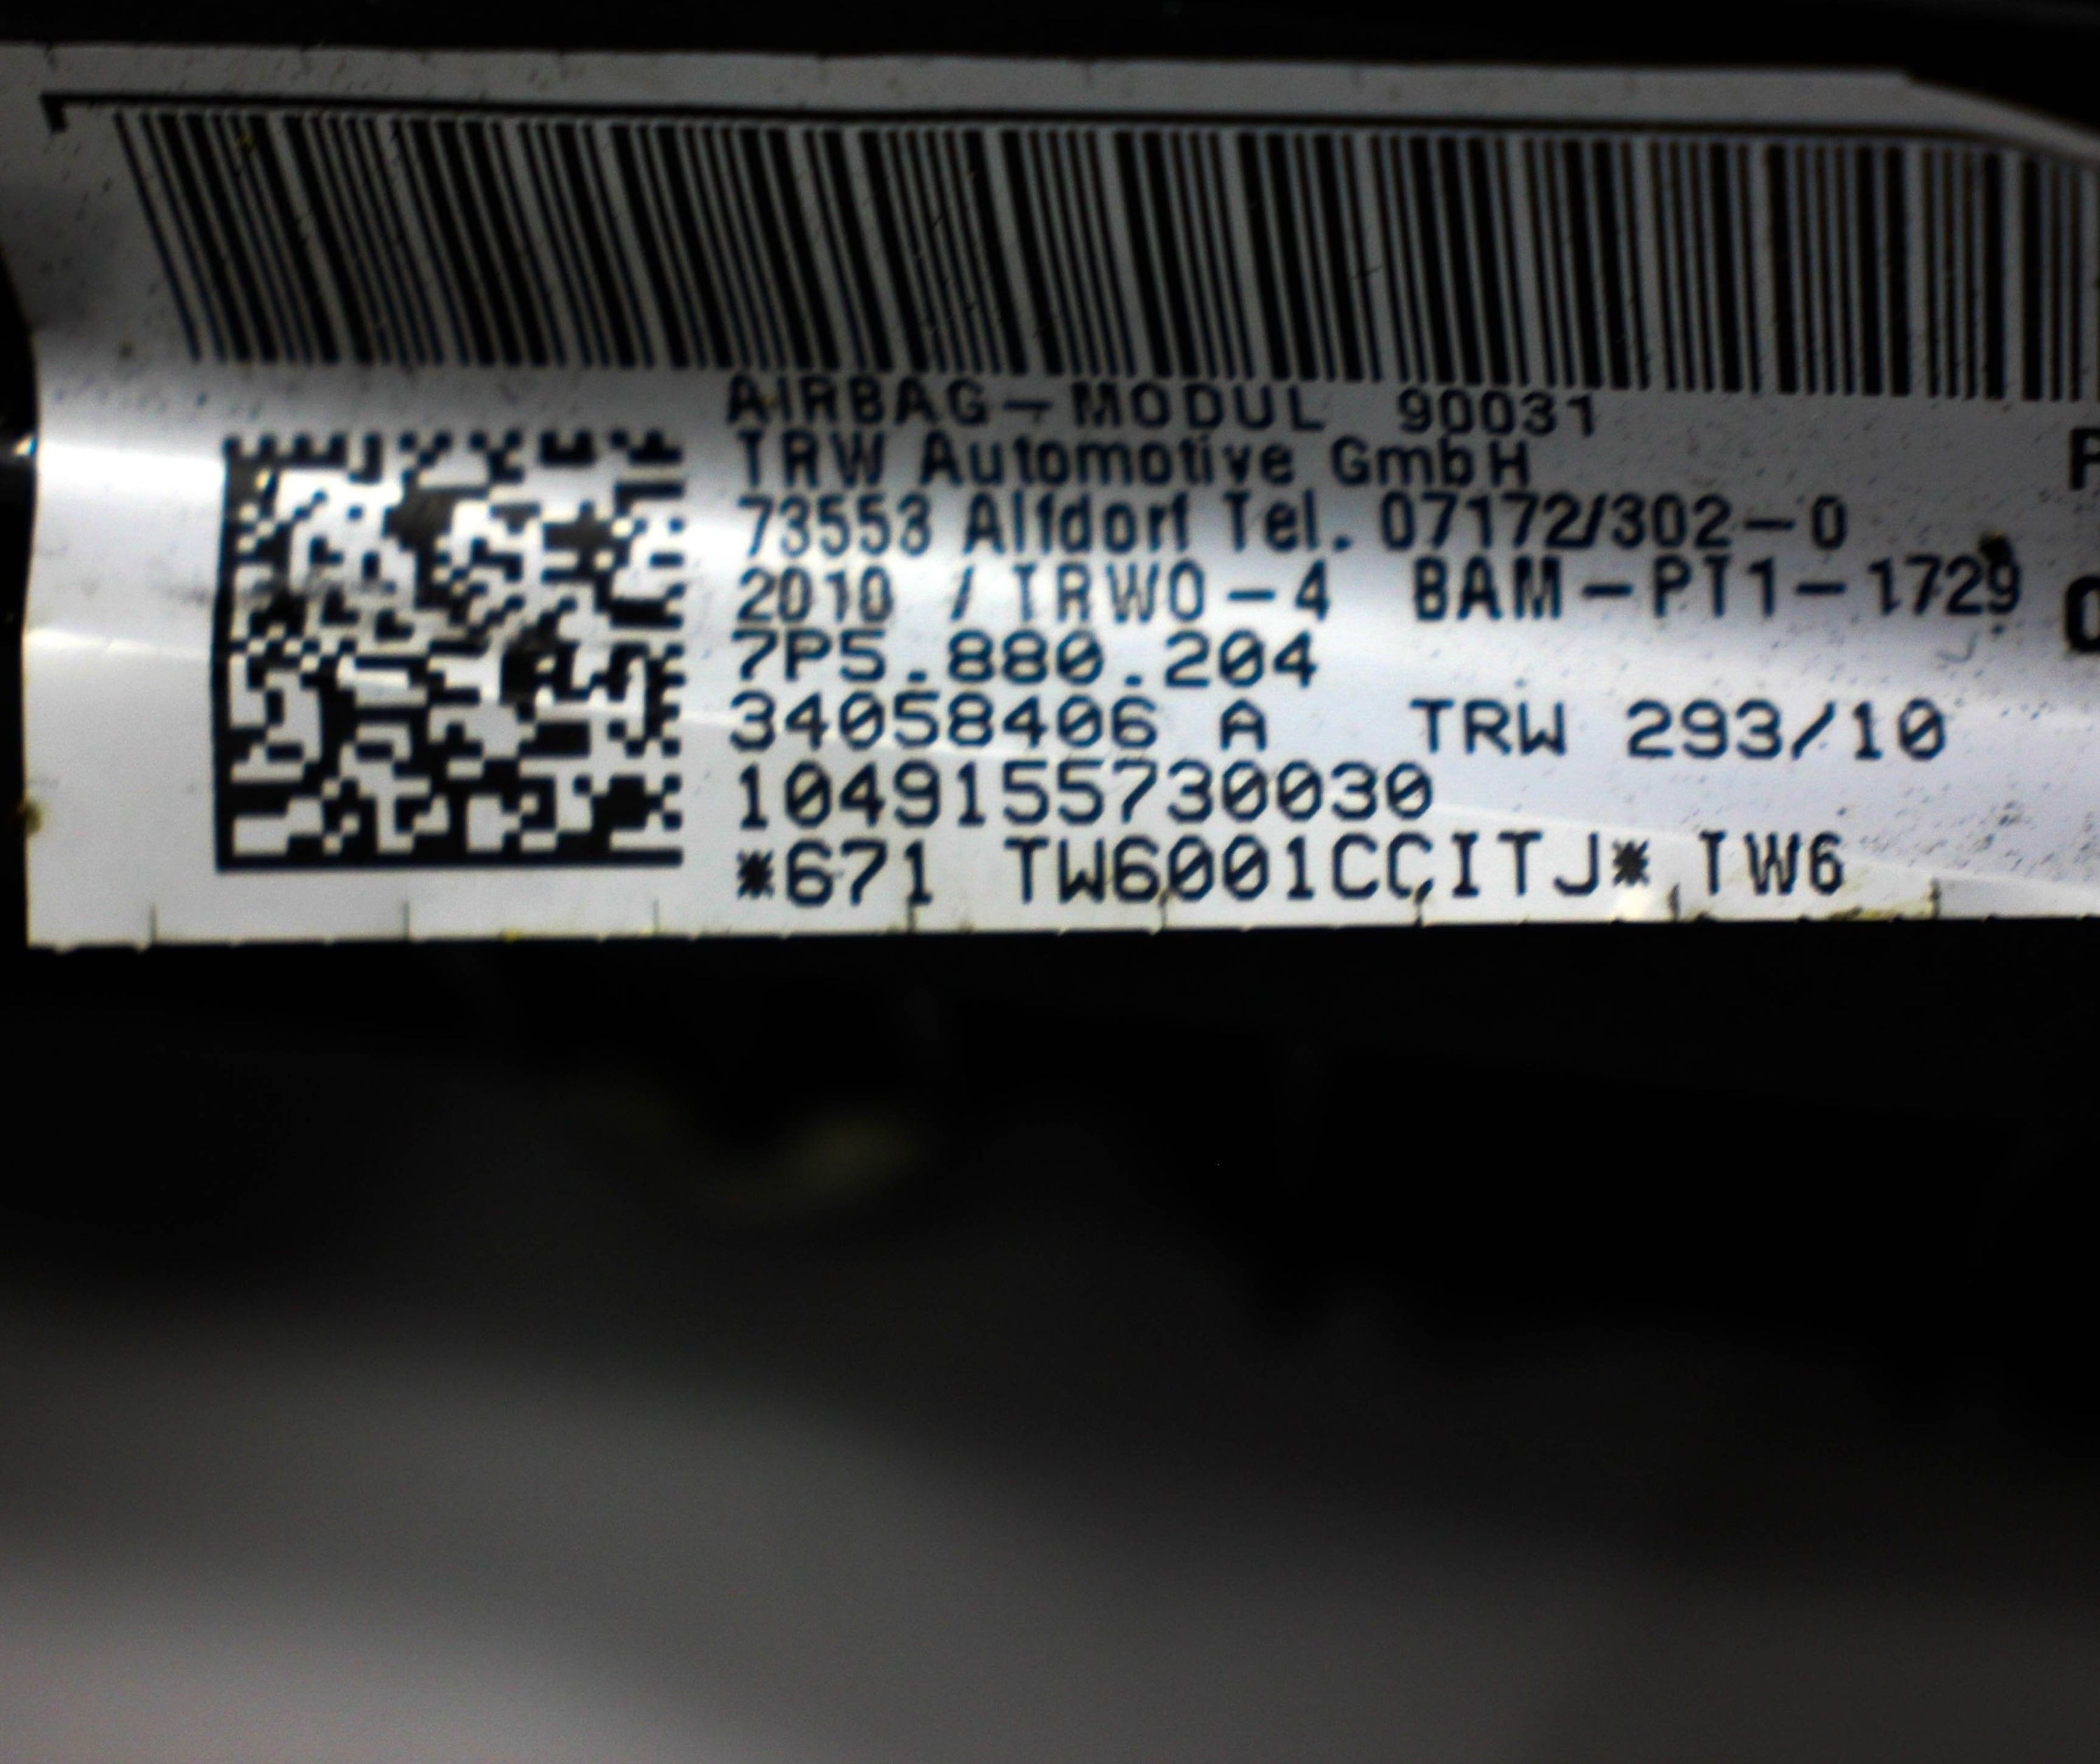 AIRBAG-MODUL 90031
TRW Automotive GmbH
73553 Alfdorf Tel. 07172/302-0
2010 / TRWO-4 BAM-PT1-1729
7P5.880.204
34058406 A TRW 293/10
1049155730030
*671 TW6001CCITJ* TW6